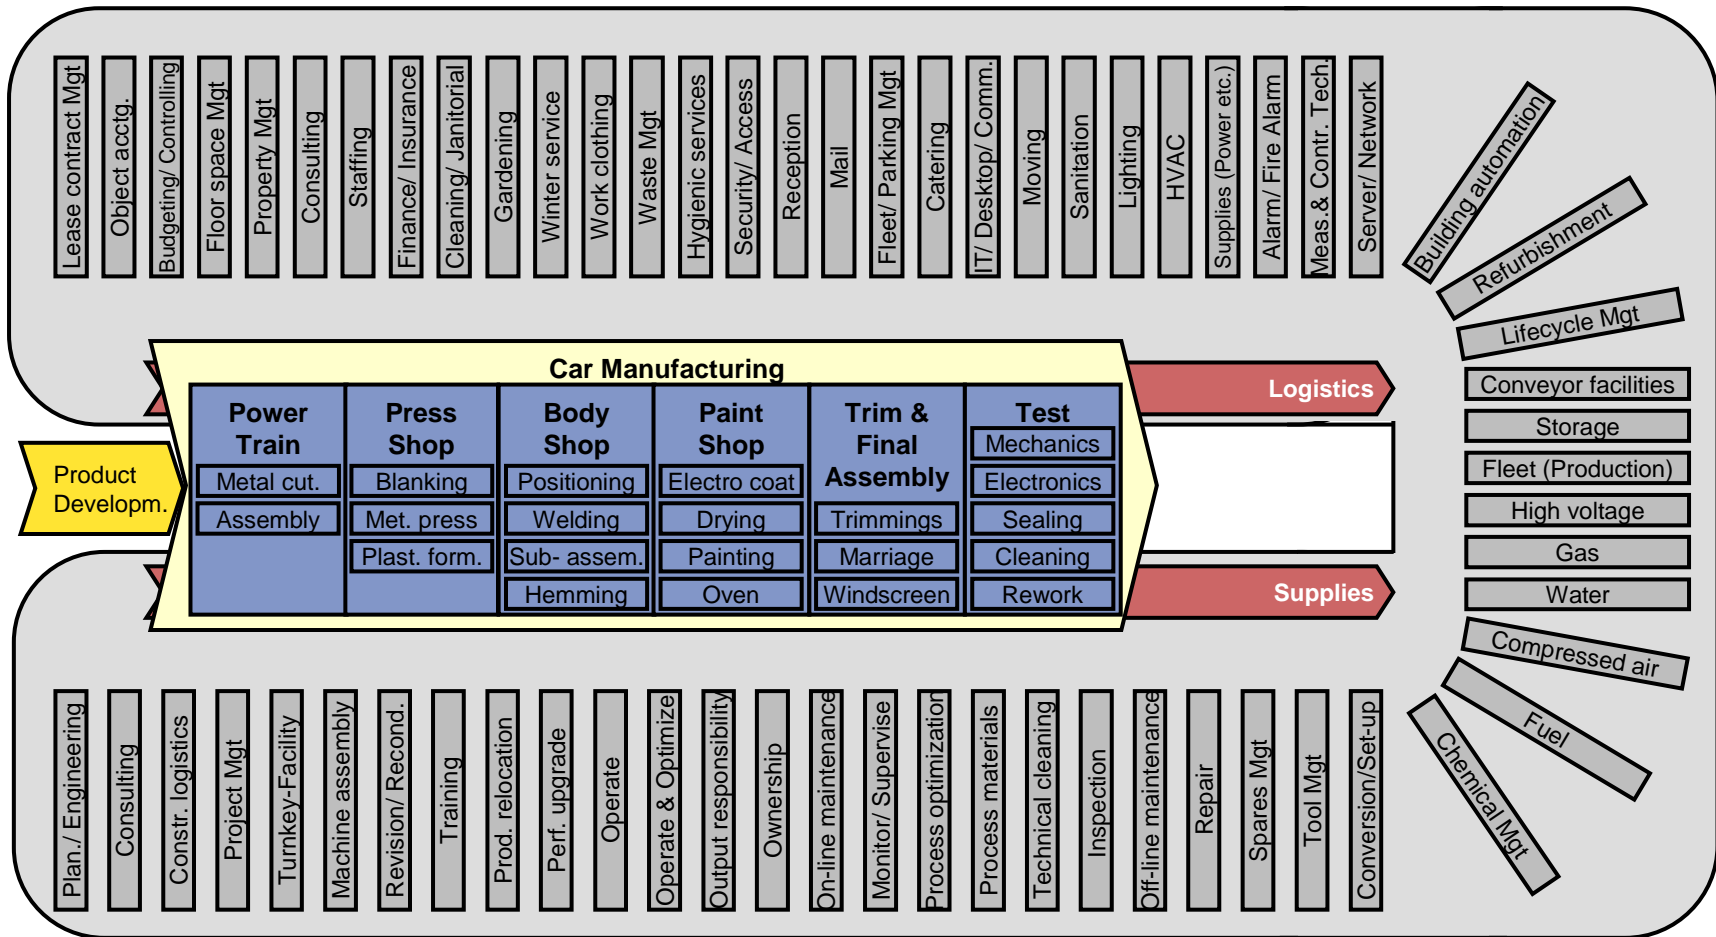 Lease contract Mgt
Object acctg.
Budgeting/ Controlling
Floor space Mgt
Property Mgt
Consulting
Staffing
Finance/ Insurance
Cleaning/ Janitorial
Gardening
Winter service
Work clothing
Waste Mgt
Hygienic services
Security/ Access
Reception
Mail
Fleet/ Parking Mgt
Catering
IT/ Desktop/ Comm.
Moving
Sanitation
Lighting
HVAC
Supplies (Power etc.)
Alarm/ Fire Alarm
Meas.& Contr. Tech.
Server/ Network
Building automation
Refurbishment
Lifecycle Mgt
Conveyor facilities
Storage
Fleet (Production)
High voltage
Gas
Water
Compressed air
Fuel
Chemical Mgt
Car Manufacturing
Logistics
Supplies
Product
Developm.
Power
Train
Metal cut.
Assembly
Press
Shop
Blanking
Met. press
Plast. form.
Body
Shop
Positioning
Welding
Sub- assem.
Hemming
Paint
Shop
Electro coat
Drying
Painting
Oven
Trim &
Final
Assembly
Trimmings
Marriage
Windscreen
Test
Mechanics
Electronics
Sealing
Cleaning
Rework
Plan./ Engineering
Consulting
Constr. logistics
Project Mgt
Turnkey-Facility
Machine assembly
Revision/ Recond.
Training
Prod. relocation
Perf. upgrade
Operate
Operate & Optimize
Output responsibility
Ownership
On-line maintenance
Monitor/ Supervise
Process optimization
Process materials
Technical cleaning
Inspection
Off-line maintenance
Repair
Spares Mgt
Tool Mgt
Conversion/Set-up